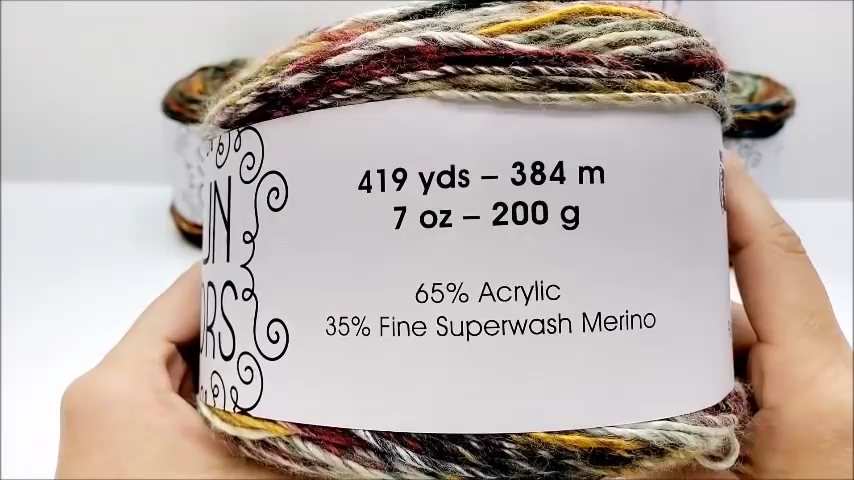 419 yds – 384 m
7 oz – 200 g
65% Acrylic
35% Fine Superwash Merino